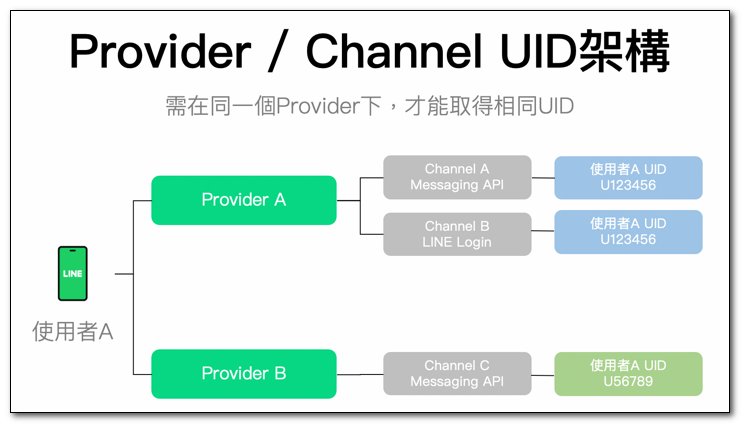 Provider / Channel UID架構
需在同一個Provider下，才能取得相同UID
Channel A
Messaging API
使用者A UID
U123456
Provider A
Channel B
LINE Login
使用者A UID
U123456
LINE
使用者A
Provider B
Channel C
Messaging API
使用者A UID
U56789